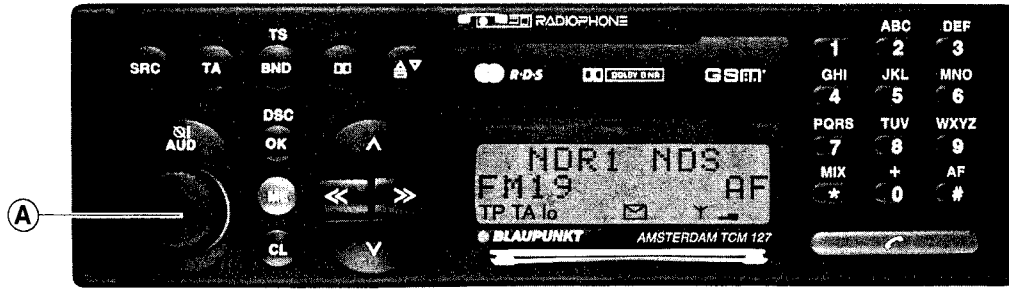 RADIOPHONE
TS
SRC TA BND
R·D·S DOLBY B NR GSM
DSC
AUD OK
CL
A
NDR1 NDS
FM19 AF
TP TA lo
BLAUPUNKT AMSTERDAM TCM 127
ABC DEF
1 2 3
GHI JKL MNO
4 5 6
PQRS TUV WXYZ
7 8 9
MIX + AF
* 0 #